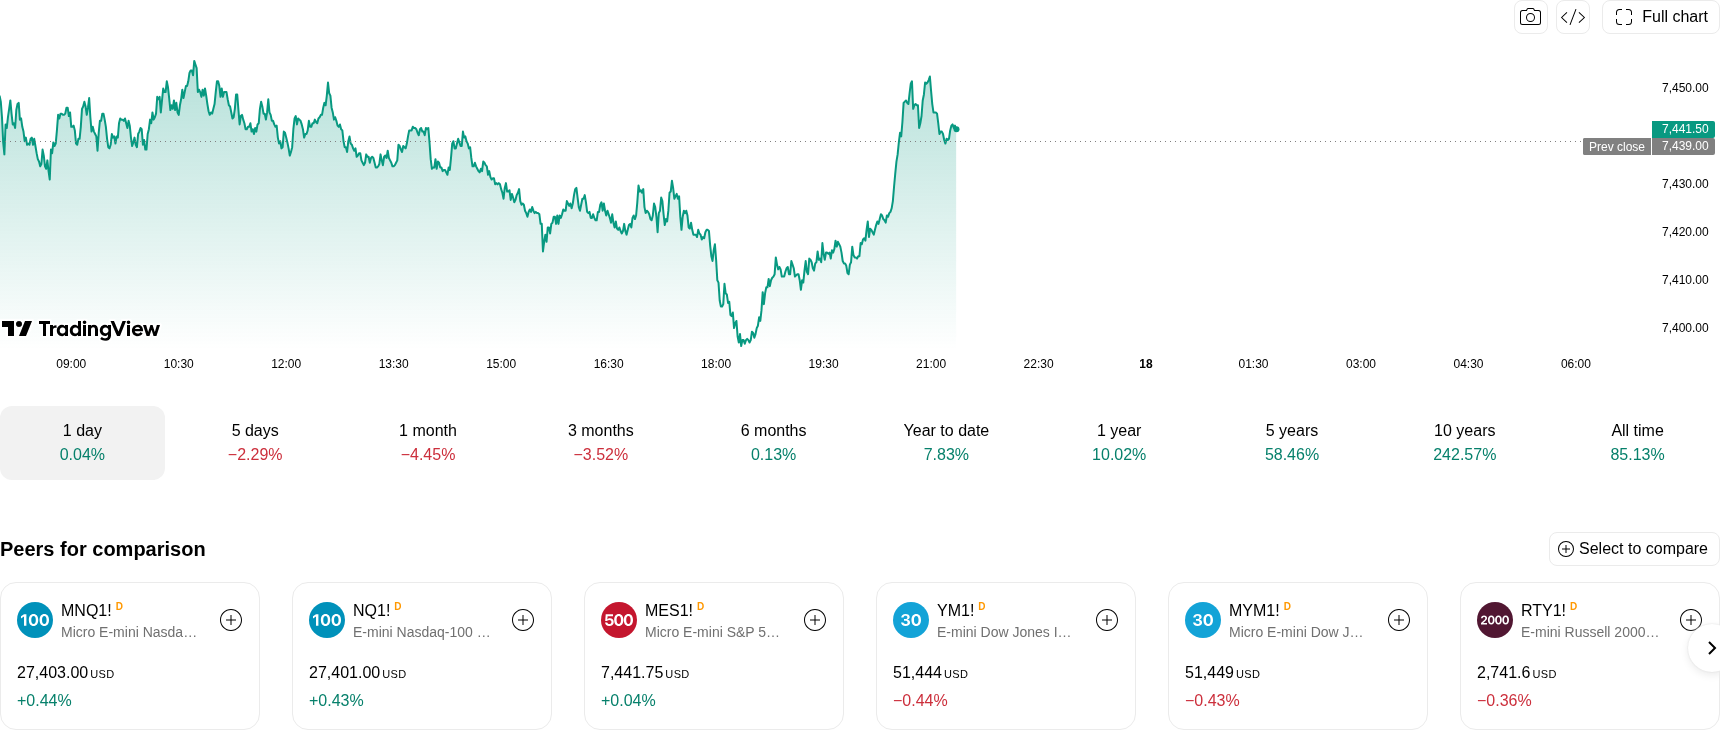 Full chart
7,450.00
7,441.50
Prev close 7,439.00
7,430.00
7,420.00
7,410.00
7,400.00
TradingView
09:00 10:30 12:00 13:30 15:00 16:30 18:00 19:30 21:00 22:30 18 01:30 03:00 04:30 06:00
1 day 5 days 1 month 3 months 6 months Year to date 1 year 5 years 10 years All time
0.04% −2.29% −4.45% −3.52% 0.13% 7.83% 10.02% 58.46% 242.57% 85.13%
Peers for comparison
Select to compare
100 MNQ1! D
Micro E-mini Nasda…
27,403.00 USD
+0.44%
100 NQ1! D
E-mini Nasdaq-100 …
27,401.00 USD
+0.43%
500 MES1! D
Micro E-mini S&P 5…
7,441.75 USD
+0.04%
30 YM1! D
E-mini Dow Jones I…
51,444 USD
−0.44%
30 MYM1! D
Micro E-mini Dow J…
51,449 USD
−0.43%
2000 RTY1! D
E-mini Russell 2000…
2,741.6 USD
−0.36%